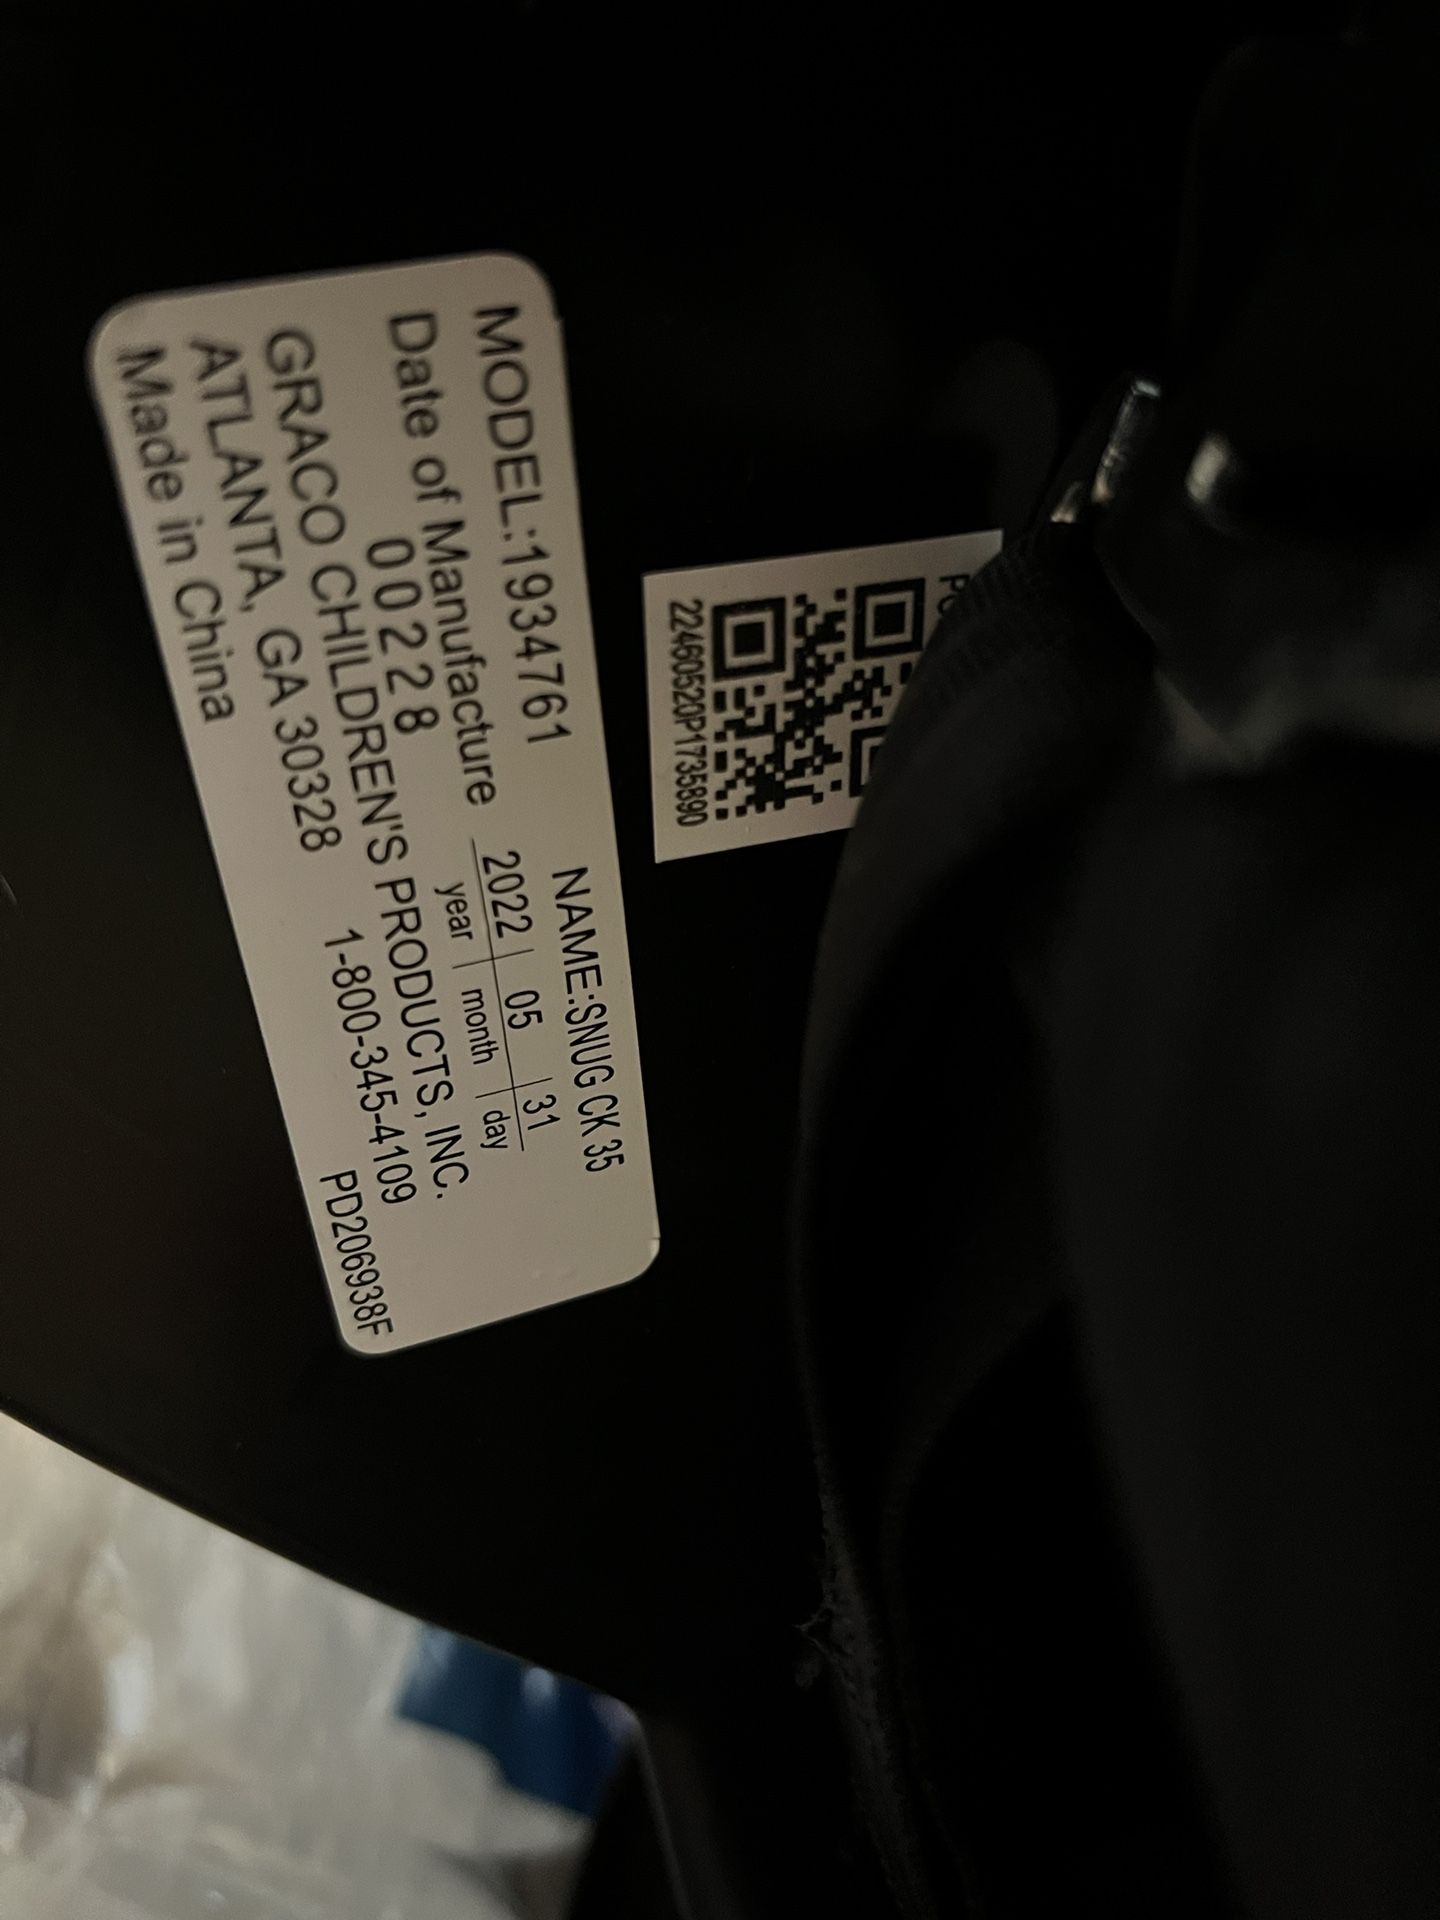 MODEL:1934761 NAME:SNUG CK 35
Date of Manufacture 2022 05 31
00228 year month day
GRACO CHILDREN'S PRODUCTS, INC.
ATLANTA, GA 30328 1-800-345-4109
Made in China PD206938F
22460520P1735890